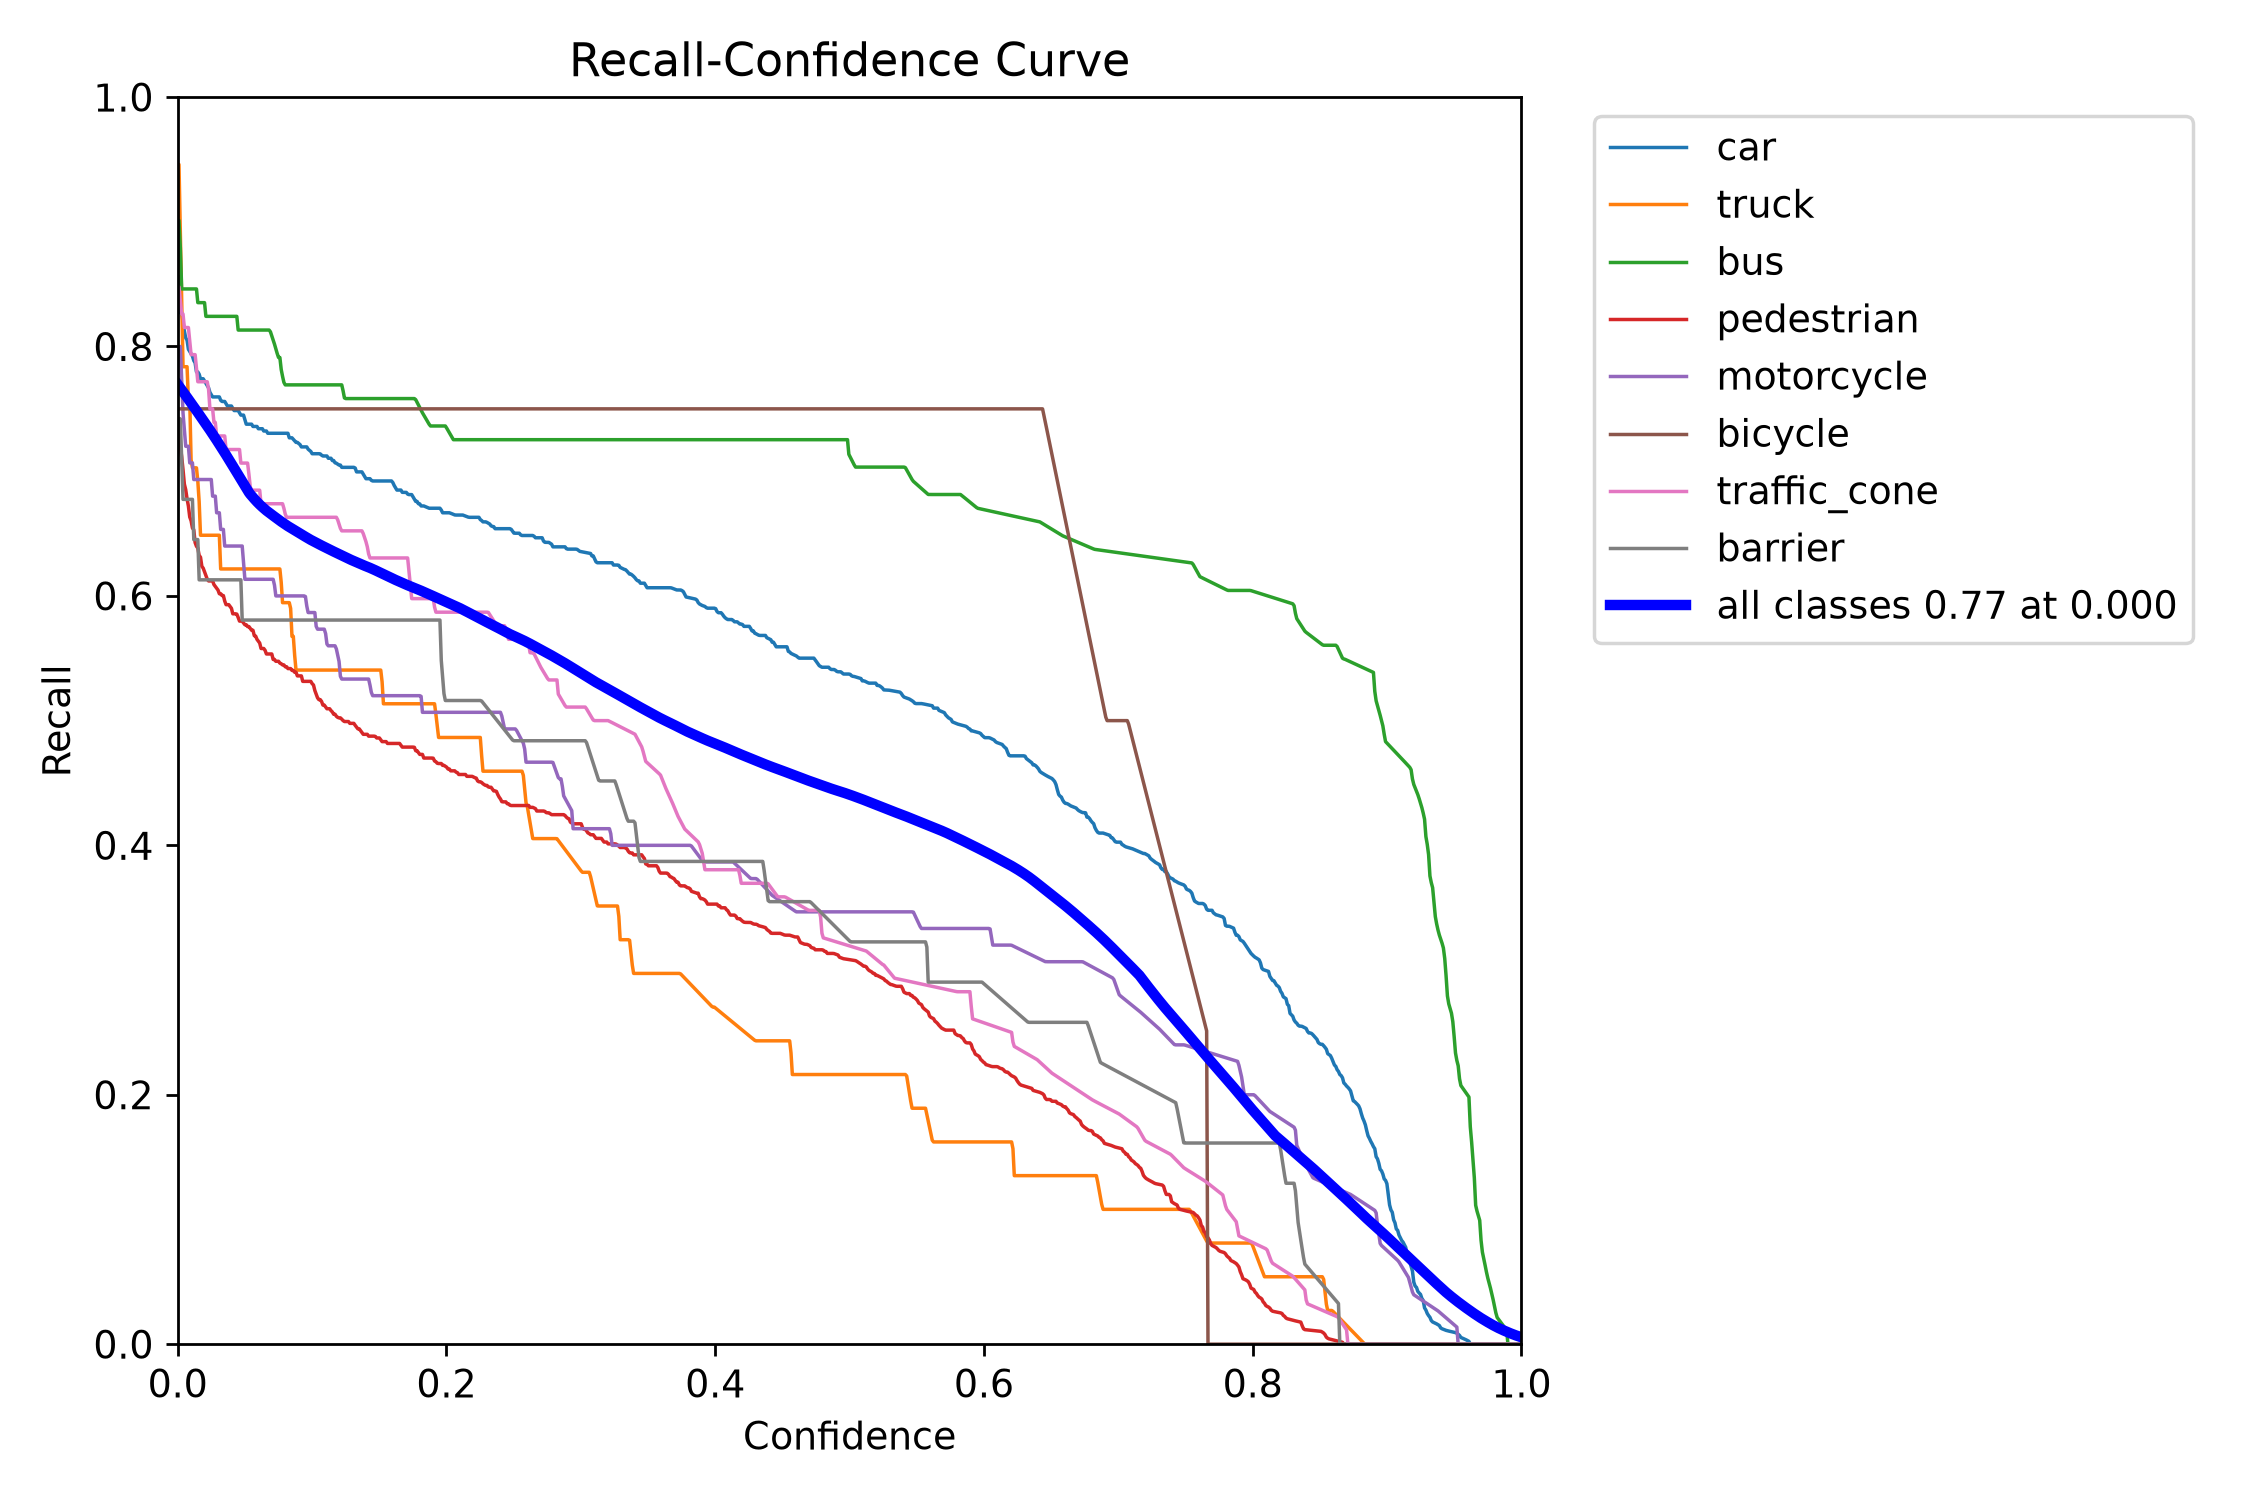 Recall-Confidence Curve
1.0
0.8
0.6
0.4
0.2
0.0
Recall
0.0 0.2 0.4 0.6 0.8 1.0
Confidence
car
truck
bus
pedestrian
motorcycle
bicycle
traffic_cone
barrier
all classes 0.77 at 0.000